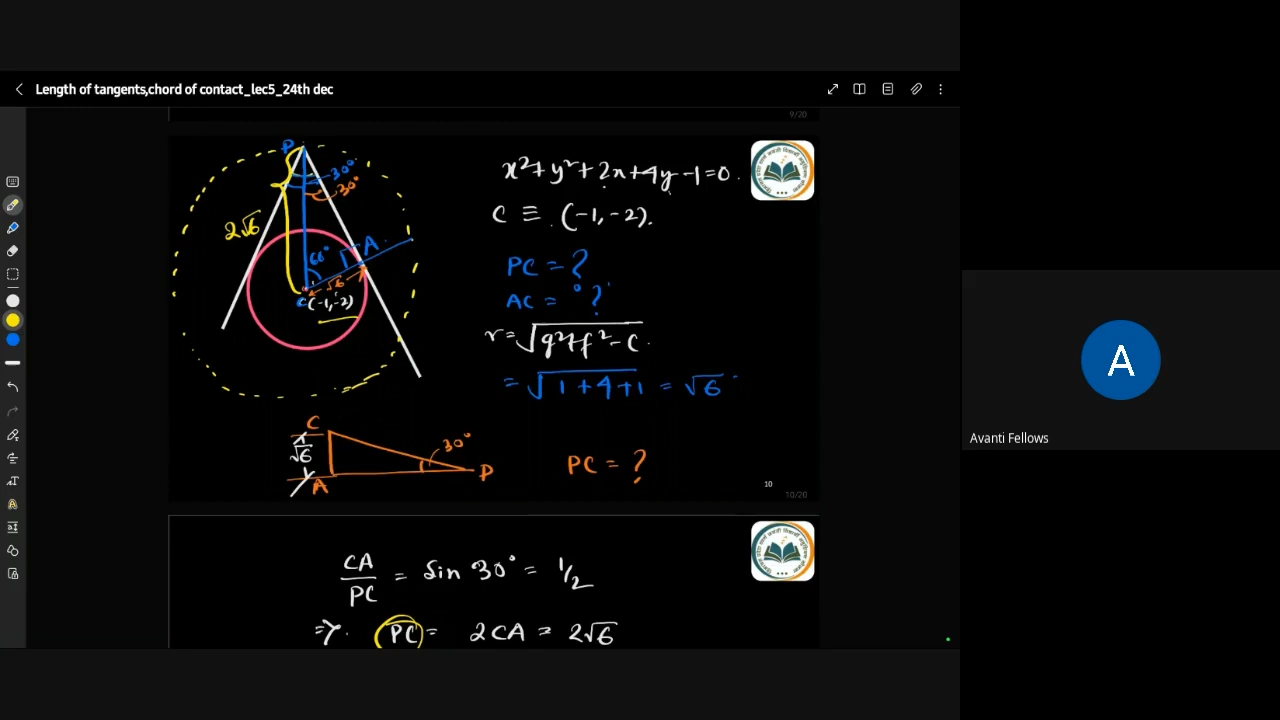 Length of tangents,chord of contact_lec5_24th dec
9/20
P
30°
30°
2√6
A
60°
√6
C (-1,-2)
x²+y²+2x+4y-1=0.
C ≡ (-1,-2).
PC = ?
AC = ?
r = √g²+f²-c
= √1+4+1 = √6
C
√6
A
30°
P
PC = ?
10
10/20
CA/PC = Sin 30° = 1/2
⇒ PC = 2CA = 2√6
A
Avanti Fellows